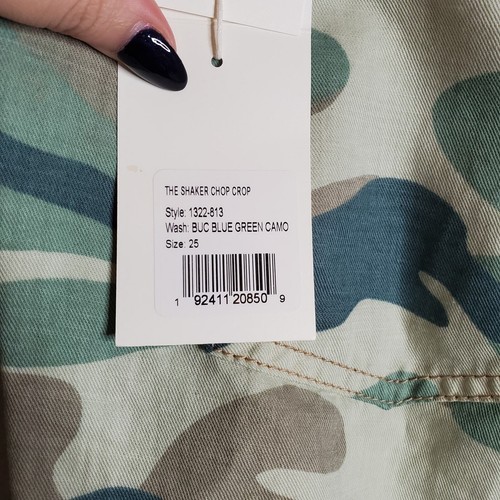 THE SHAKER CHOP CROP
Style: 1322-813
Wash: BUC BLUE GREEN CAMO
Size: 25
1 92411 20850 9